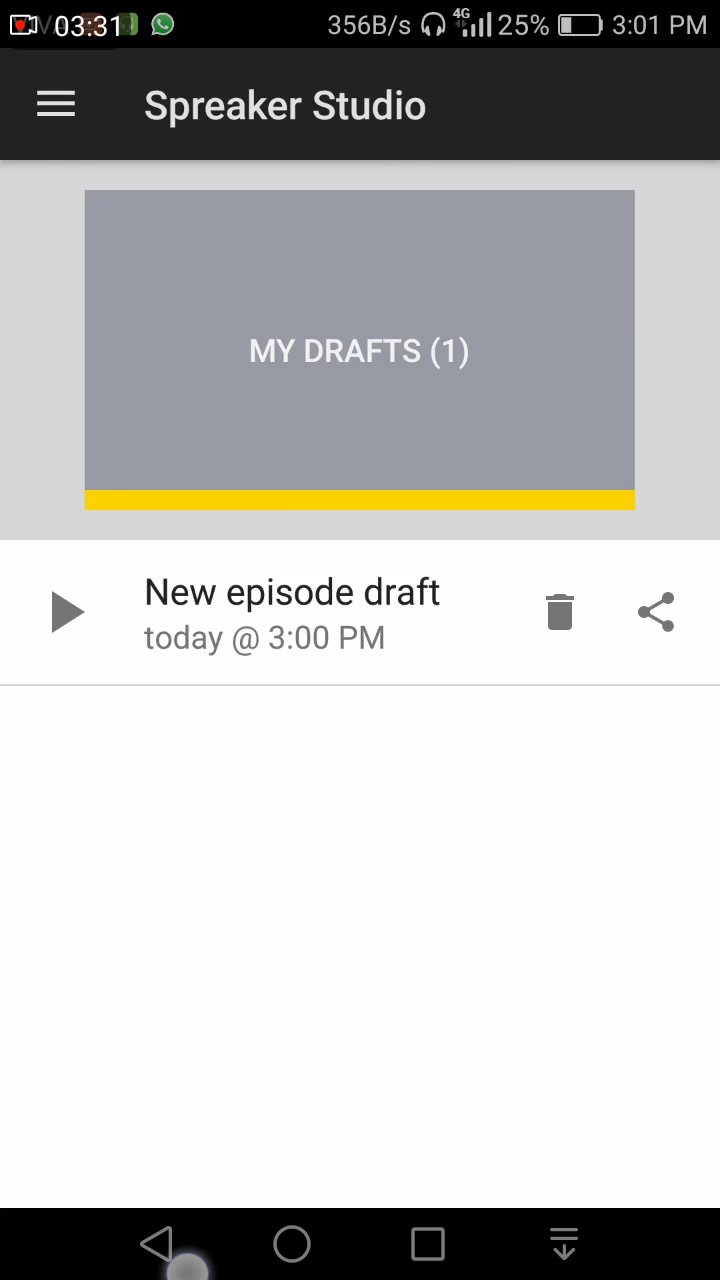 03:31 356B/s 4G 25% 3:01 PM
Spreaker Studio
MY DRAFTS (1)
New episode draft
today @ 3:00 PM